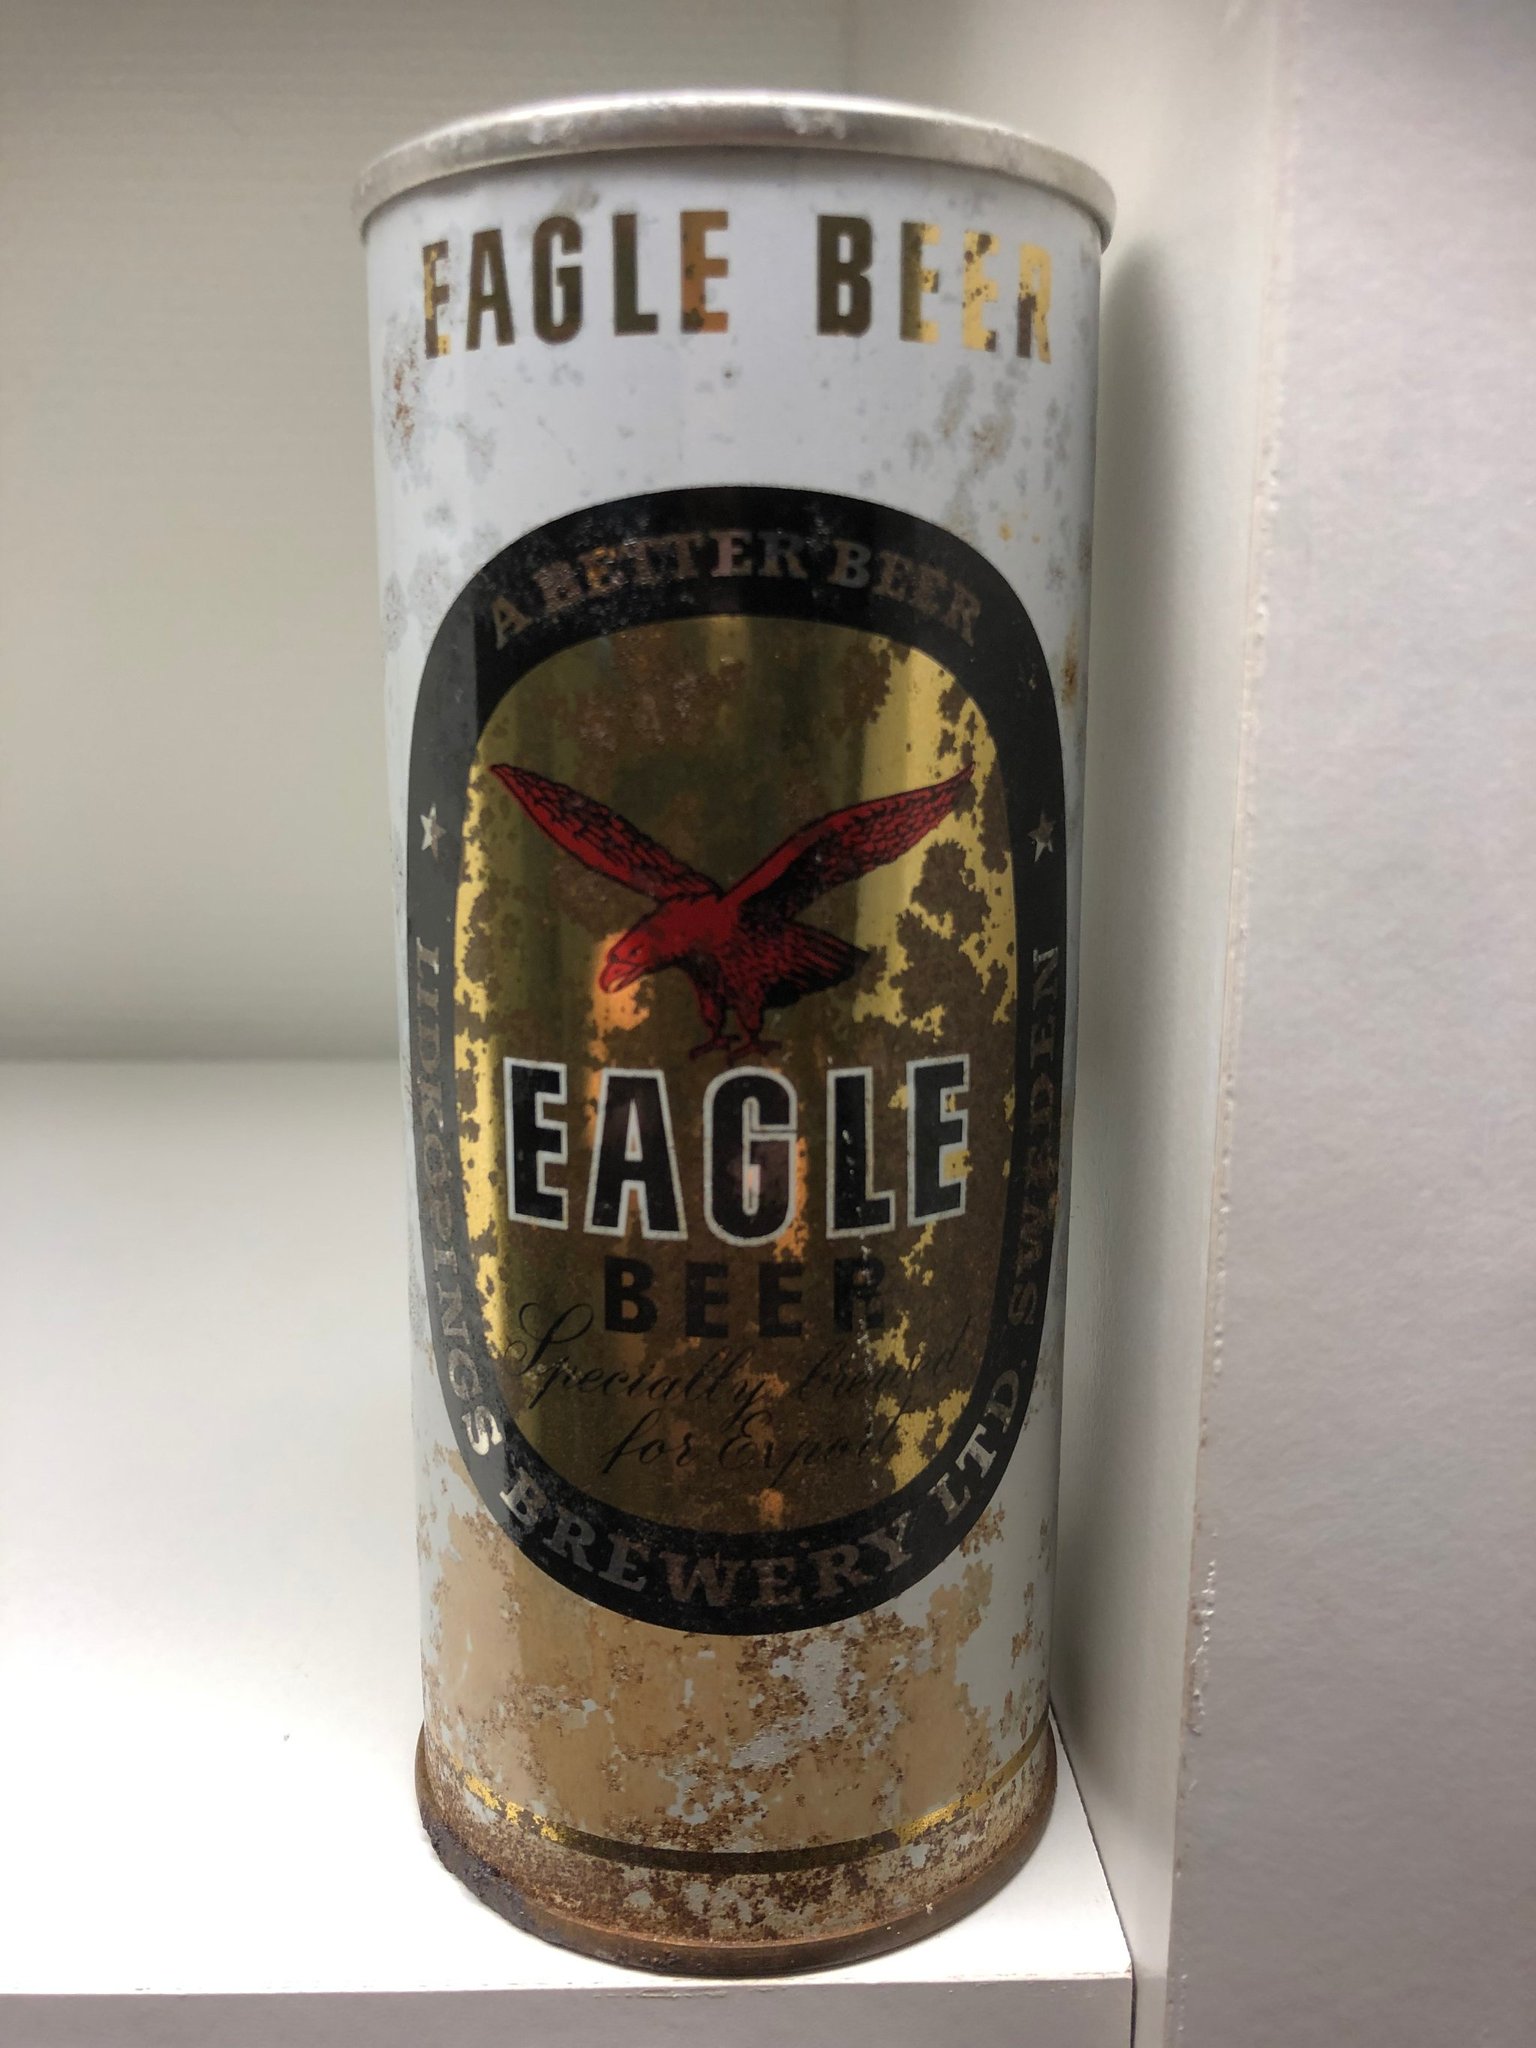 EAGLE BEER
A BETTER BEER
EAGLE
BEER
Specially brewed
for Export
LIDKÖPINGS BREWERY LTD. SWEDEN